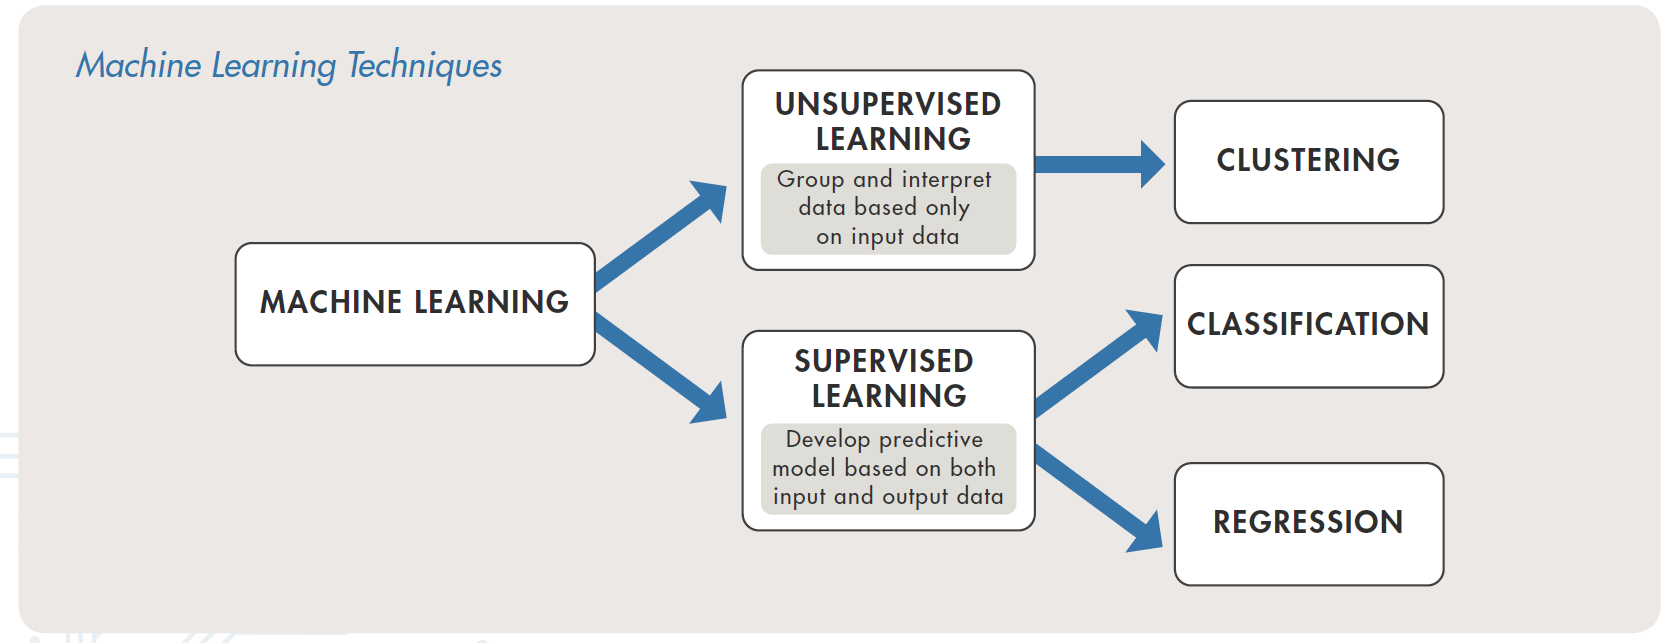 Machine Learning Techniques
MACHINE LEARNING
UNSUPERVISED
LEARNING
Group and interpret
data based only
on input data
SUPERVISED
LEARNING
Develop predictive
model based on both
input and output data
CLUSTERING
CLASSIFICATION
REGRESSION